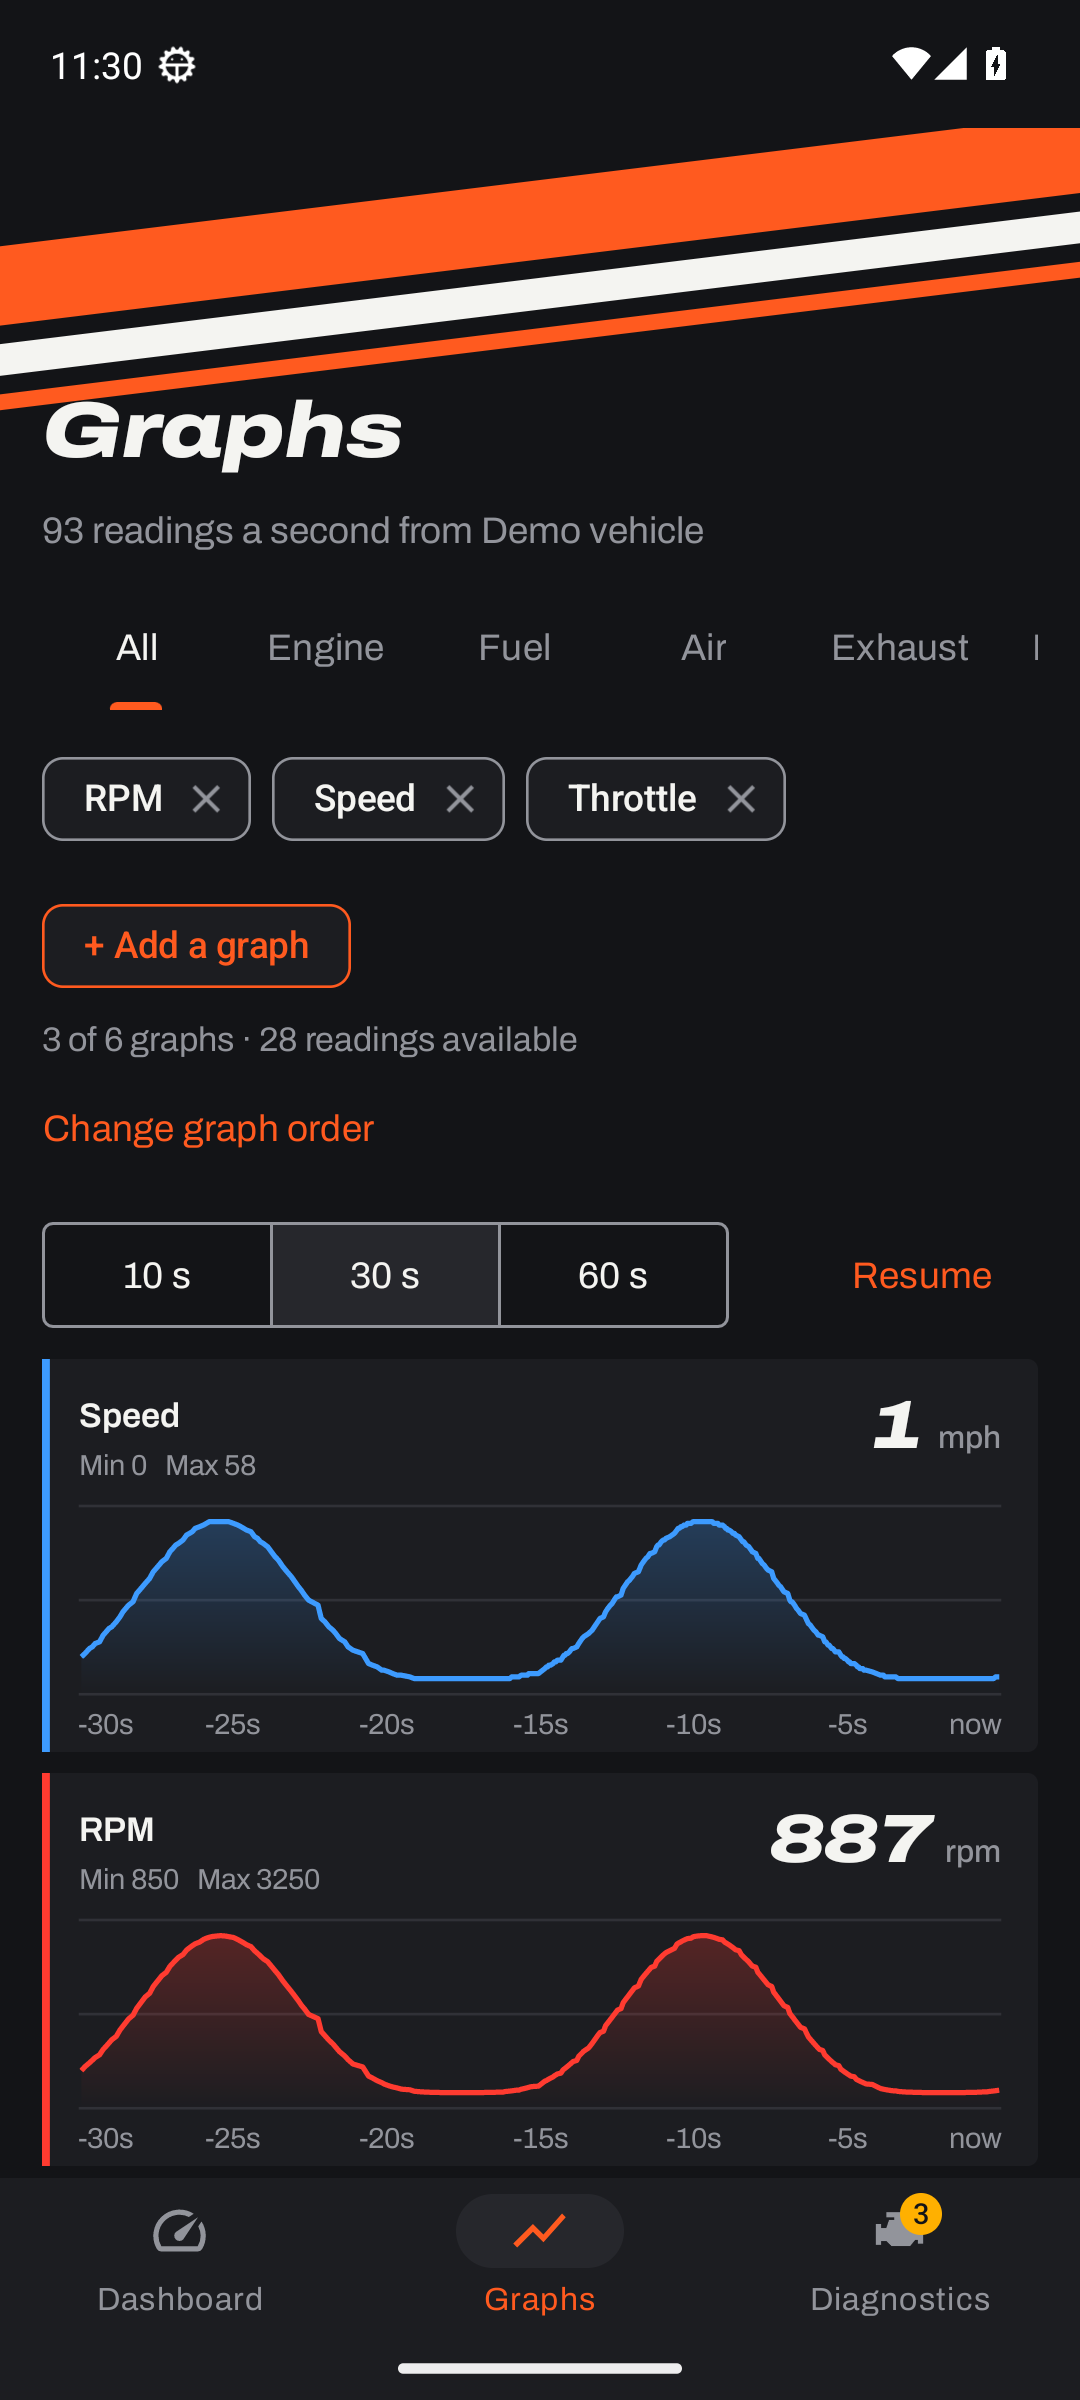 11:30
Graphs
93 readings a second from Demo vehicle
All Engine Fuel Air Exhaust
RPM Speed Throttle
+ Add a graph
3 of 6 graphs · 28 readings available
Change graph order
10 s 30 s 60 s Resume
Speed 1 mph
Min 0 Max 58
-30s -25s -20s -15s -10s -5s now
RPM 887 rpm
Min 850 Max 3250
-30s -25s -20s -15s -10s -5s now
3
Dashboard Graphs Diagnostics